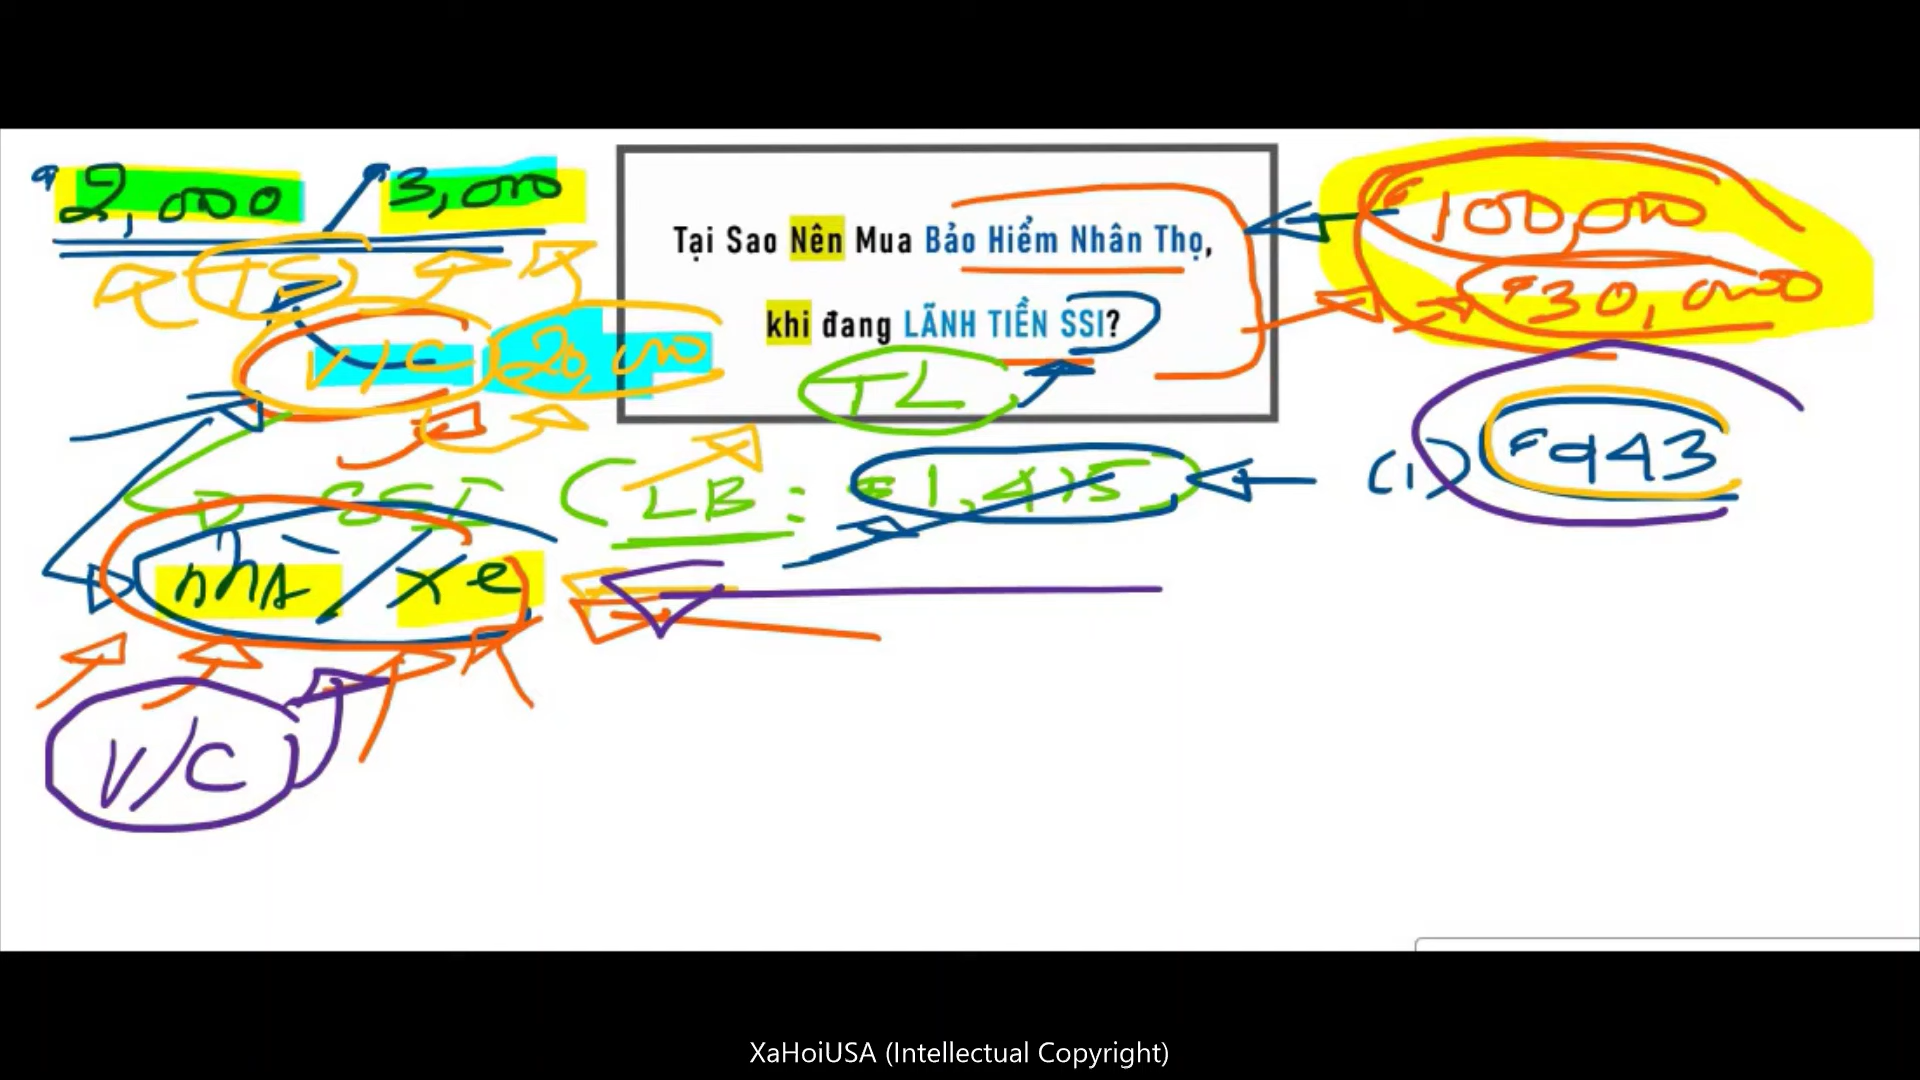 $2,000 $3,000
Tại Sao Nên Mua Bảo Hiểm Nhân Thọ,
khi đang LÃNH TIỀN SSI?
$100,000
$30,000
TS
V/C 20,000
TL
(1) $943
SSI (LB: $1,415
nhà / xe
V/C
XaHoiUSA (Intellectual Copyright)